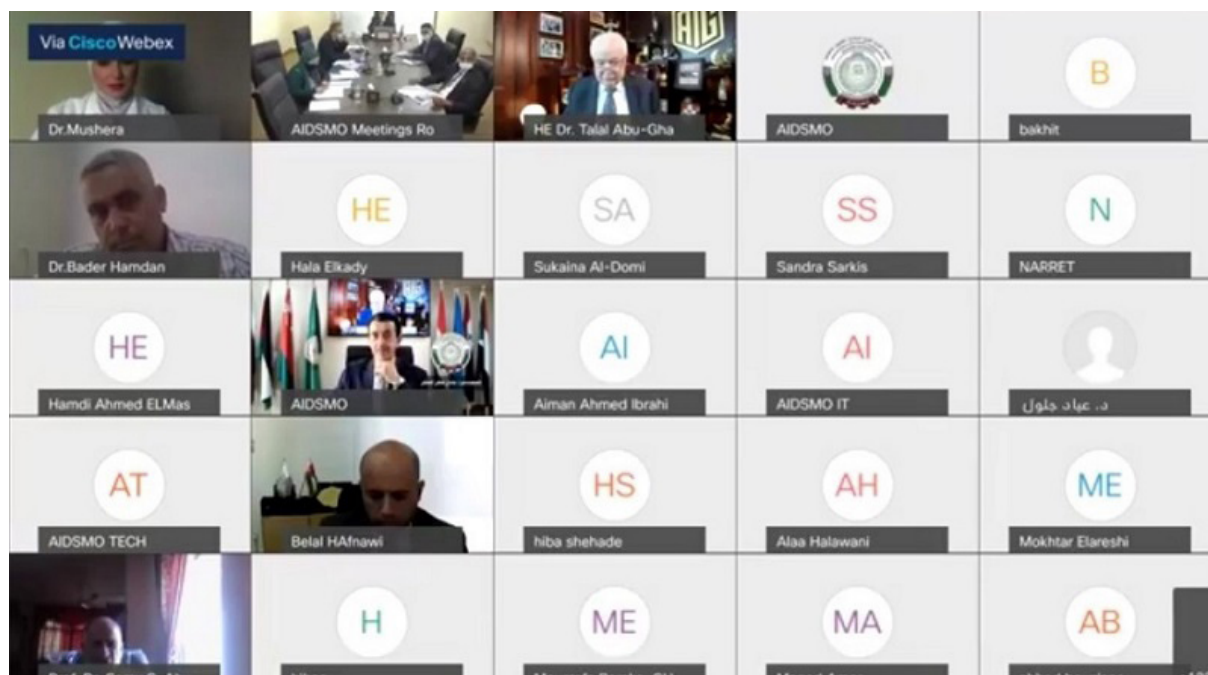 Via Cisco Webex
Dr.Mushera
AIDSMO Meetings Ro
AIG
HE Dr. Talal Abu-Gha
AIDSMO
B
bakhit
Dr.Bader Hamdan
HE
Hala Elkady
SA
Sukaina Al-Domi
SS
Sandra Sarkis
N
NARRET
HE
Hamdi Ahmed ELMas
AIDSMO
AI
Aiman Ahmed Ibrahi
AI
AIDSMO IT
د. عياد جلول
AT
AIDSMO TECH
Belal HAfnawi
HS
hiba shehade
AH
Alaa Halawani
ME
Mokhtar Elareshi
H
ME
MA
AB